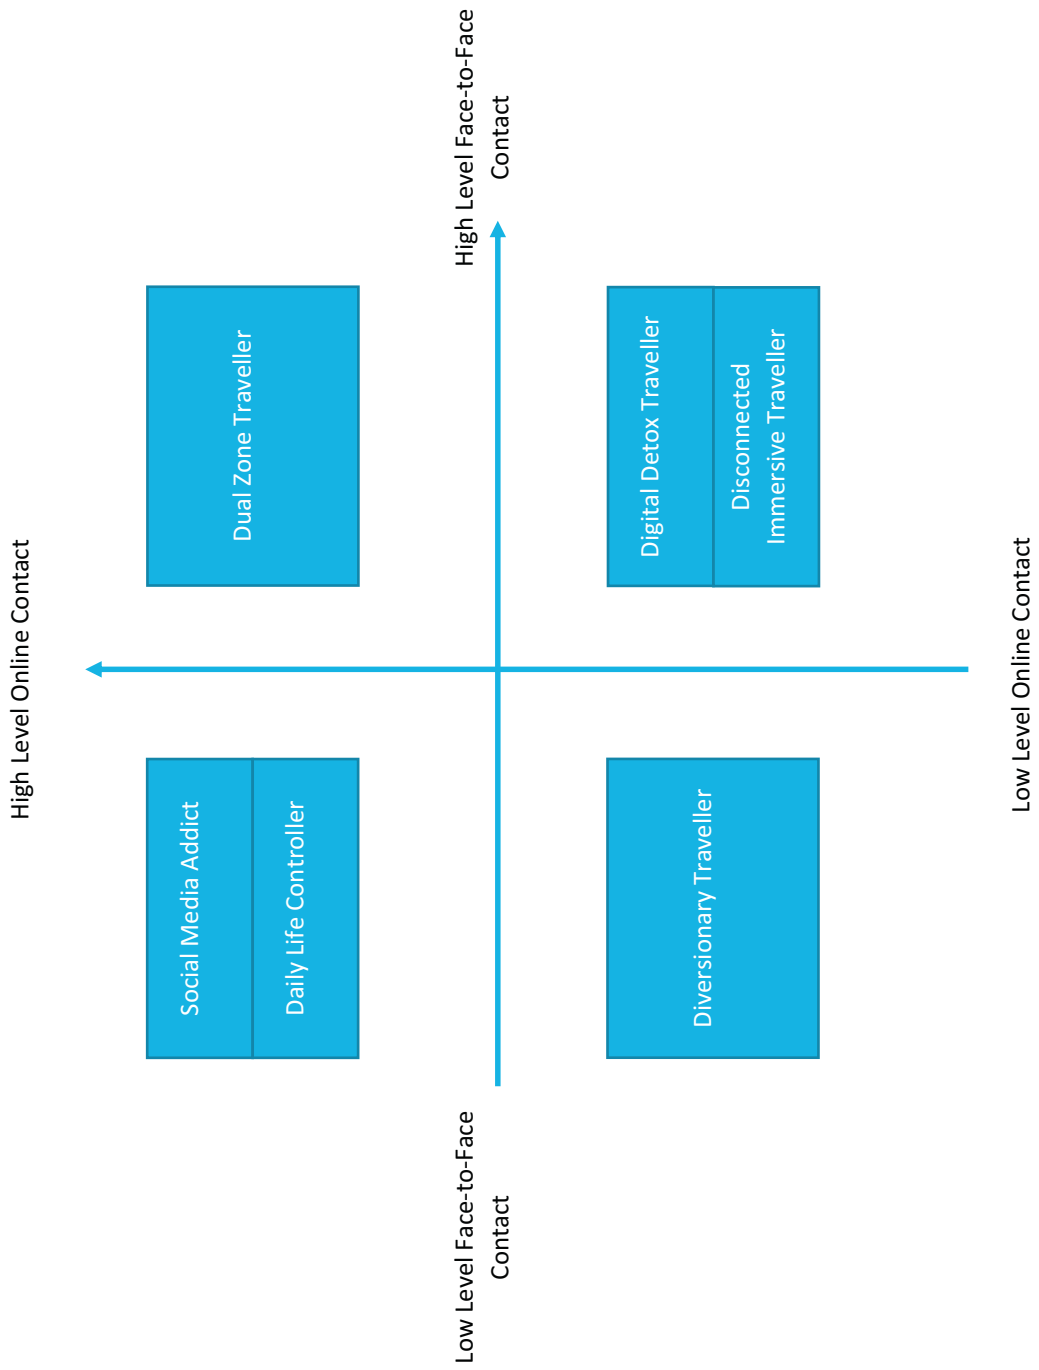 High Level Online Contact
Social Media Addict
Daily Life Controller
Dual Zone Traveller
Low Level Face-to-Face
Contact
High Level Face-to-Face
Contact
Diversionary Traveller
Digital Detox Traveller
Disconnected
Immersive Traveller
Low Level Online Contact